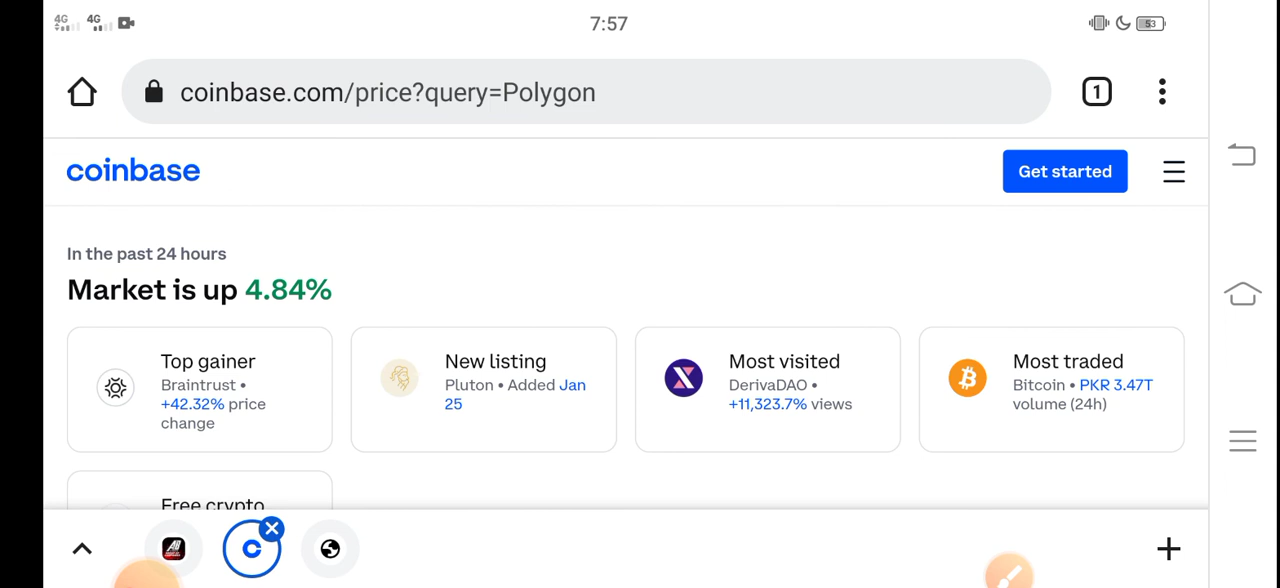 4G 4G 7:57 53
coinbase.com/price?query=Polygon 1
coinbase Get started
In the past 24 hours
Market is up 4.84%
Top gainer
Braintrust •
+42.32% price
change
New listing
Pluton • Added Jan
25
Most visited
DerivaDAO •
+11,323.7% views
Most traded
Bitcoin • PKR 3.47T
volume (24h)
Free crypto